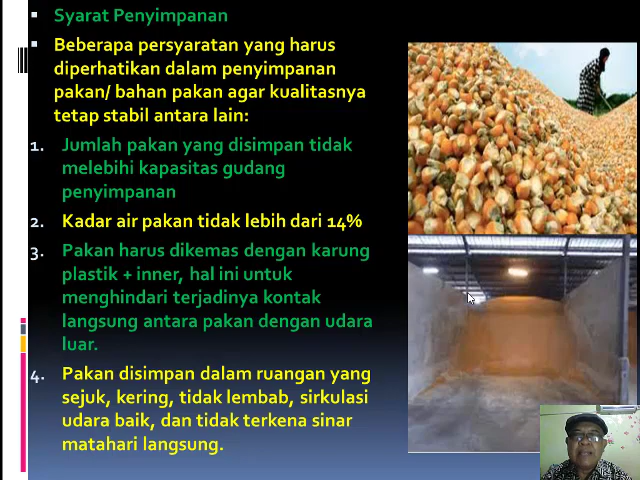 Syarat Penyimpanan
Beberapa persyaratan yang harus
diperhatikan dalam penyimpanan
pakan/ bahan pakan agar kualitasnya
tetap stabil antara lain:
1. Jumlah pakan yang disimpan tidak
melebihi kapasitas gudang
penyimpanan
2. Kadar air pakan tidak lebih dari 14%
3. Pakan harus dikemas dengan karung
plastik + inner, hal ini untuk
menghindari terjadinya kontak
langsung antara pakan dengan udara
luar.
4. Pakan disimpan dalam ruangan yang
sejuk, kering, tidak lembab, sirkulasi
udara baik, dan tidak terkena sinar
matahari langsung.